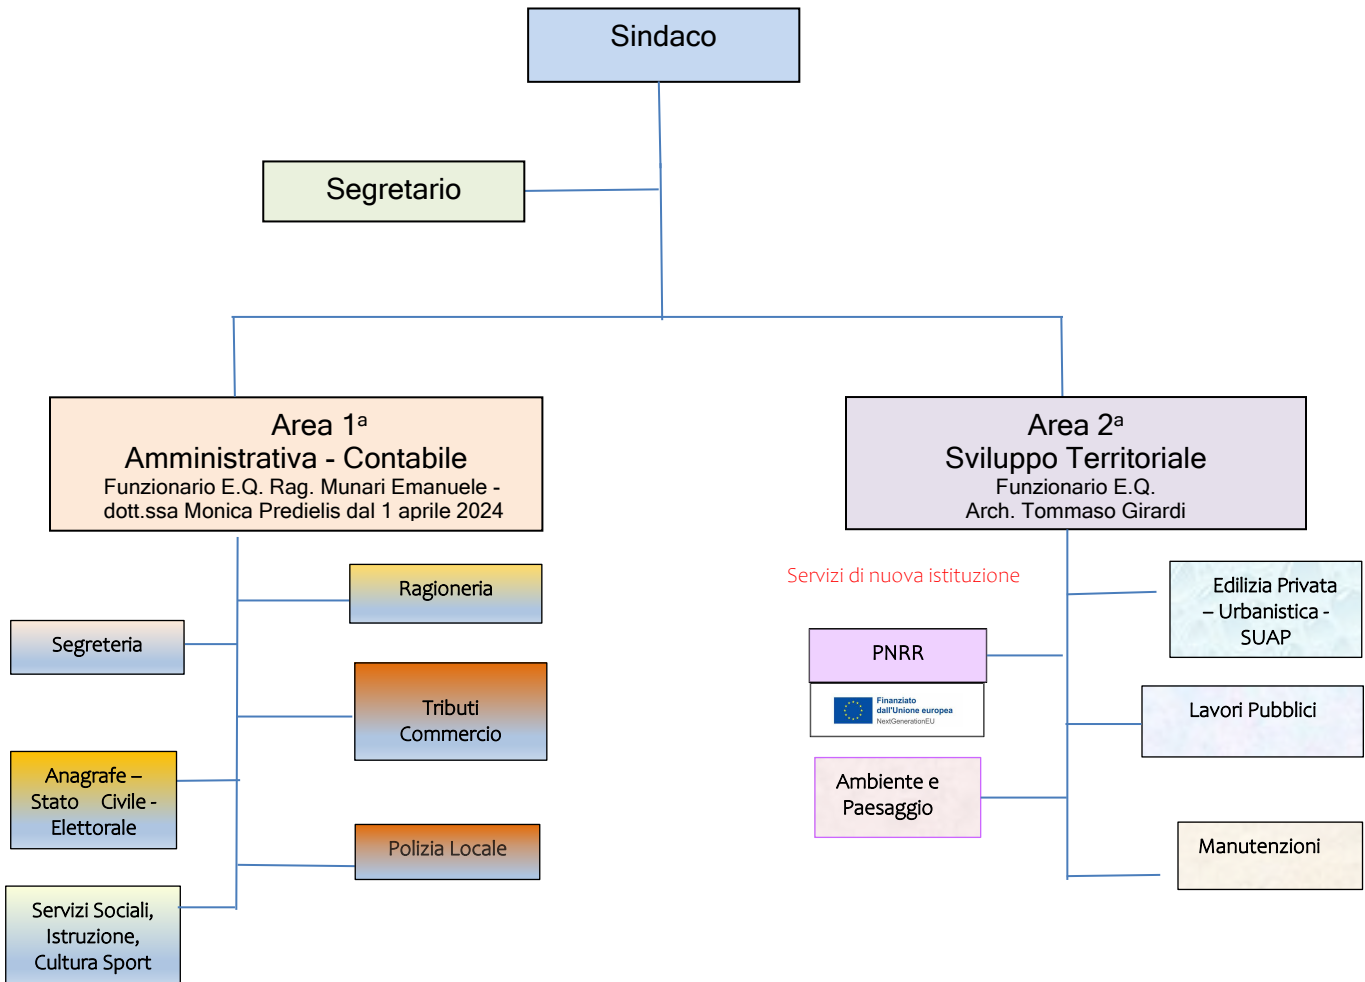 Sindaco
Segretario
Area 1ª
Amministrativa - Contabile
Funzionario E.Q. Rag. Munari Emanuele -
dott.ssa Monica Predielis dal 1 aprile 2024
Ragioneria
Segreteria
Tributi
Commercio
Anagrafe –
Stato Civile -
Elettorale
Polizia Locale
Servizi Sociali,
Istruzione,
Cultura Sport
Area 2ª
Sviluppo Territoriale
Funzionario E.Q.
Arch. Tommaso Girardi
Servizi di nuova istituzione
Edilizia Privata
– Urbanistica -
SUAP
PNRR
Finanziato
dall'Unione europea
NextGenerationEU
Lavori Pubblici
Ambiente e
Paesaggio
Manutenzioni